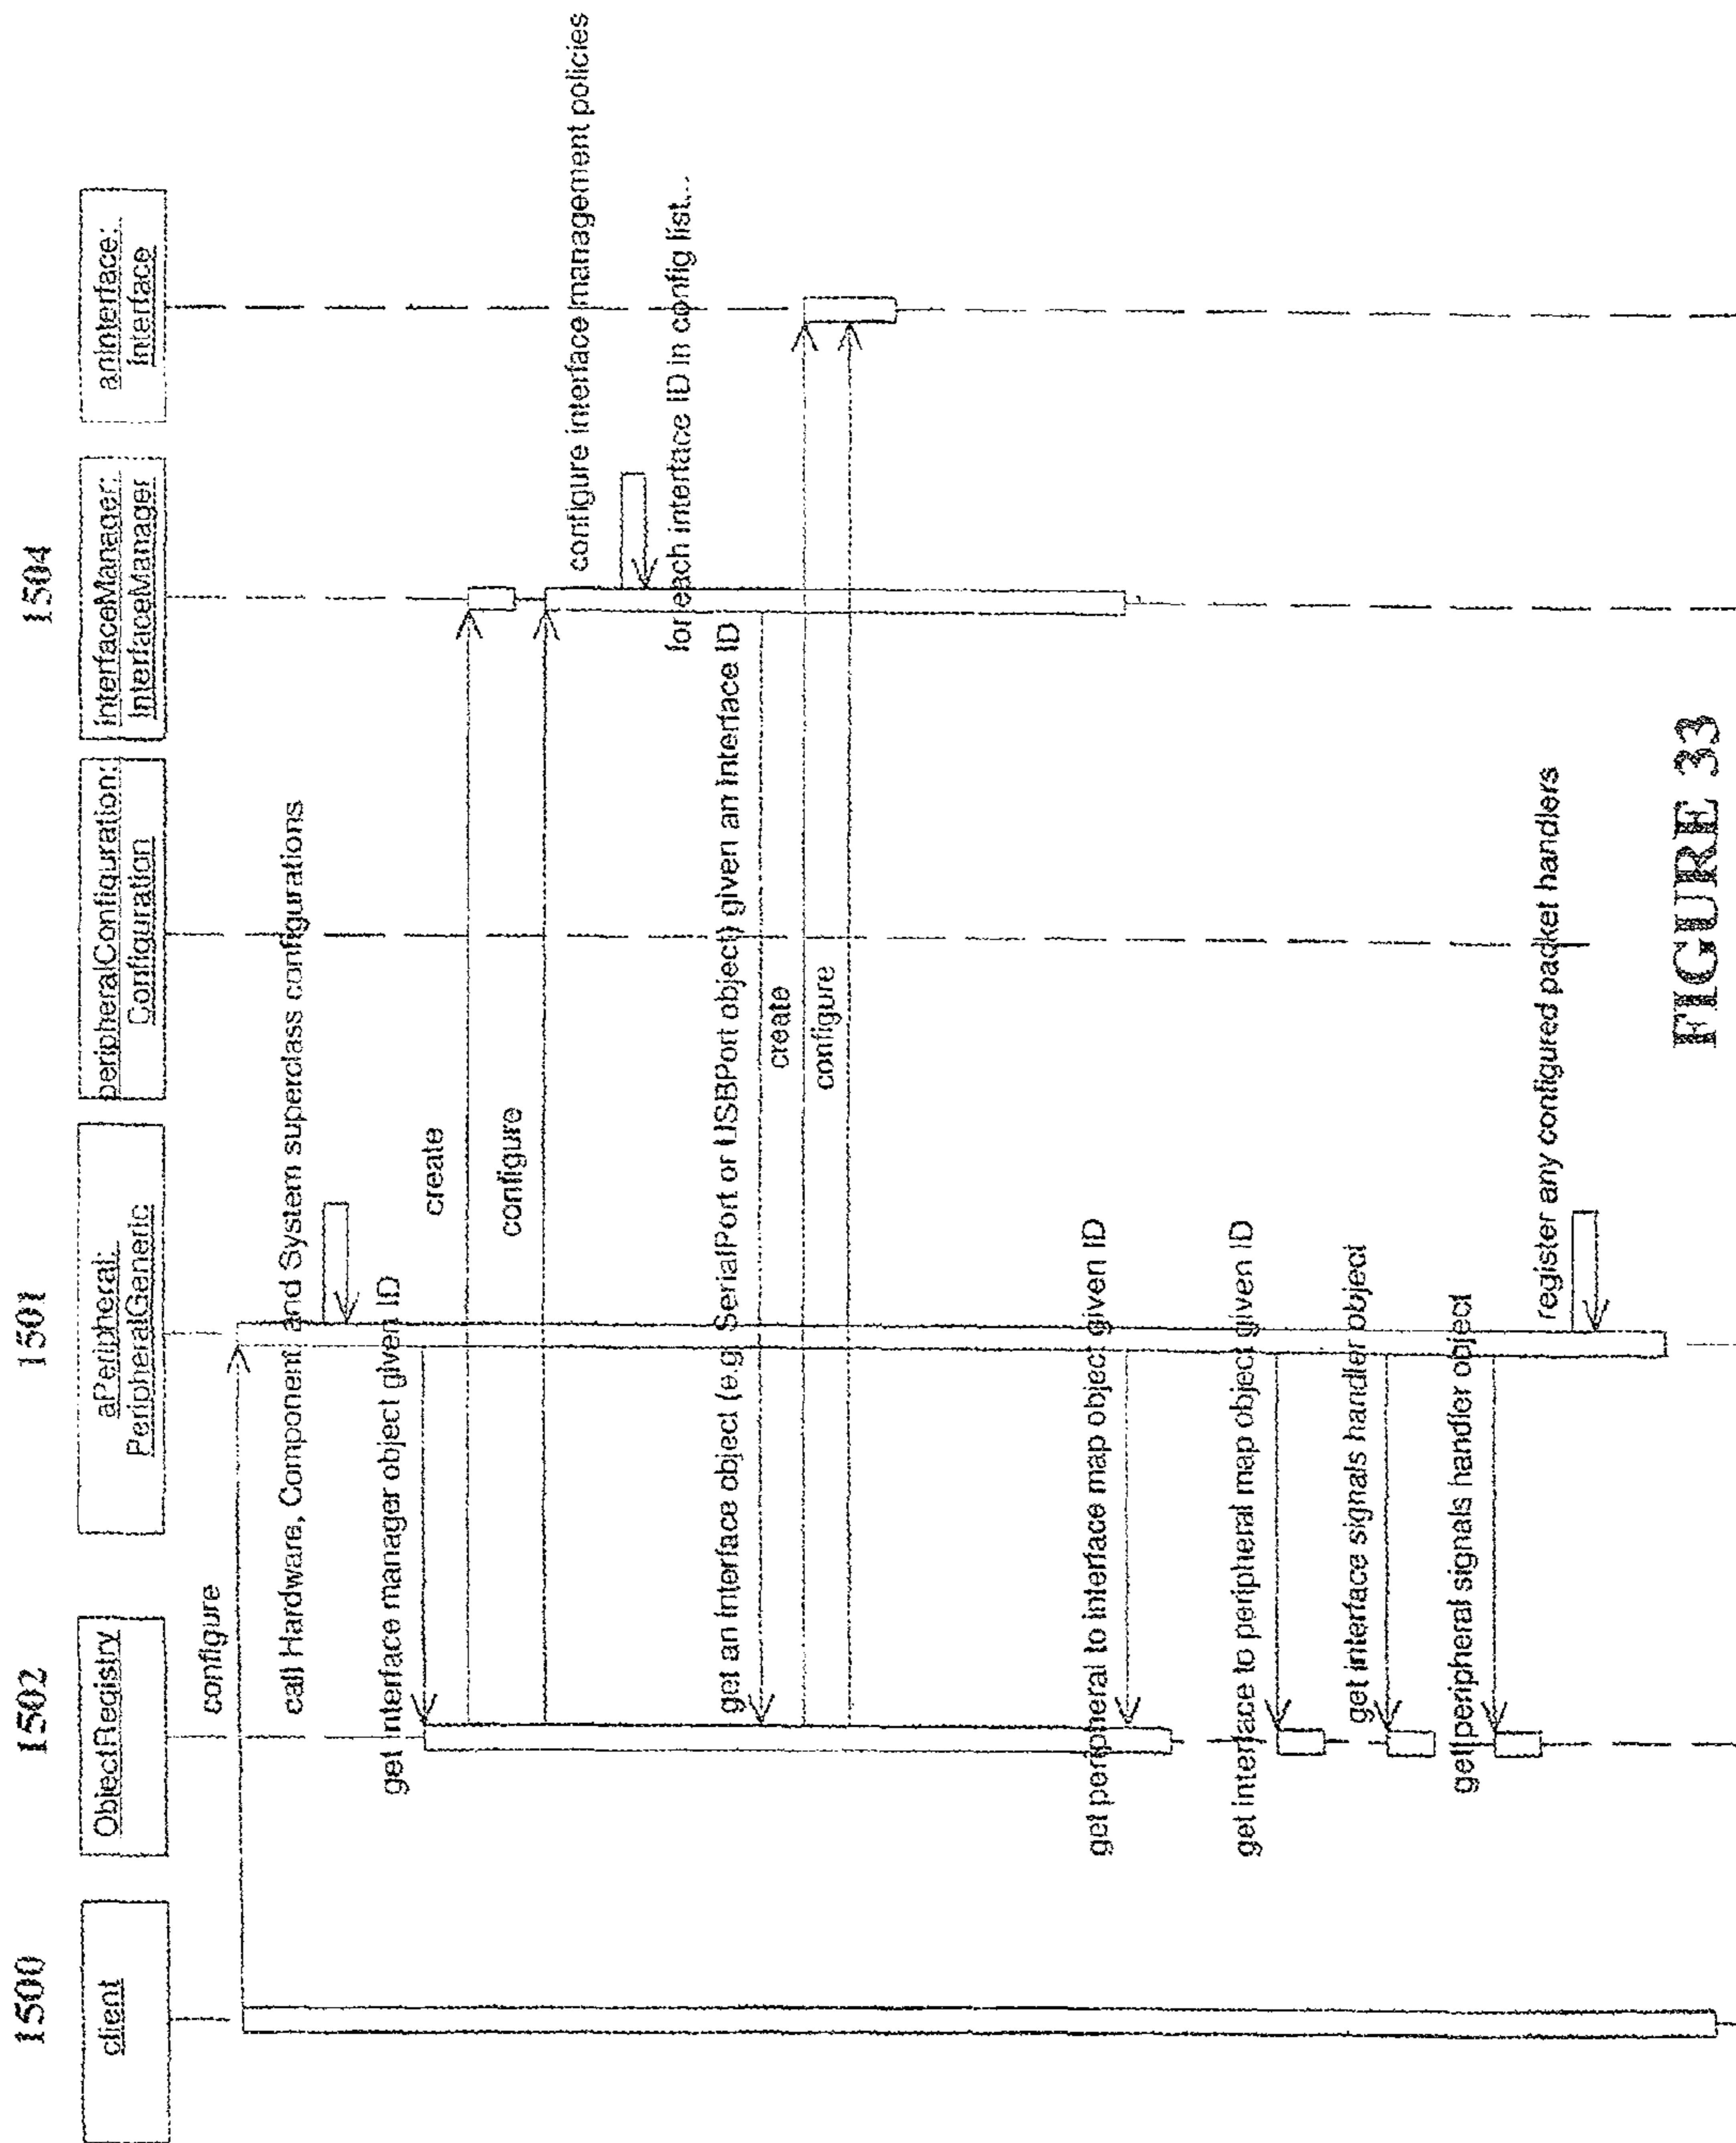 1500
1502
1501
1504
client
ObjectRegistry
aPeripheral:
PeripheralGeneric
peripheralConfiguration:
Configuration
interfaceManager:
InterfaceManager
anInterface:
Interface
configure
call Hardware, Component and System superclass configurations
get interface manager object given ID
create
configure
configure interface management policies
for each interface ID in config list...
get an Interface object (e.g. SerialPort or USBPort object) given an Interface ID
create
configure
get peripheral to interface map object given ID
get interface to peripheral map object given ID
get interface signals handler object
get peripheral signals handler object
register any configured packet handlers
FIGURE 33